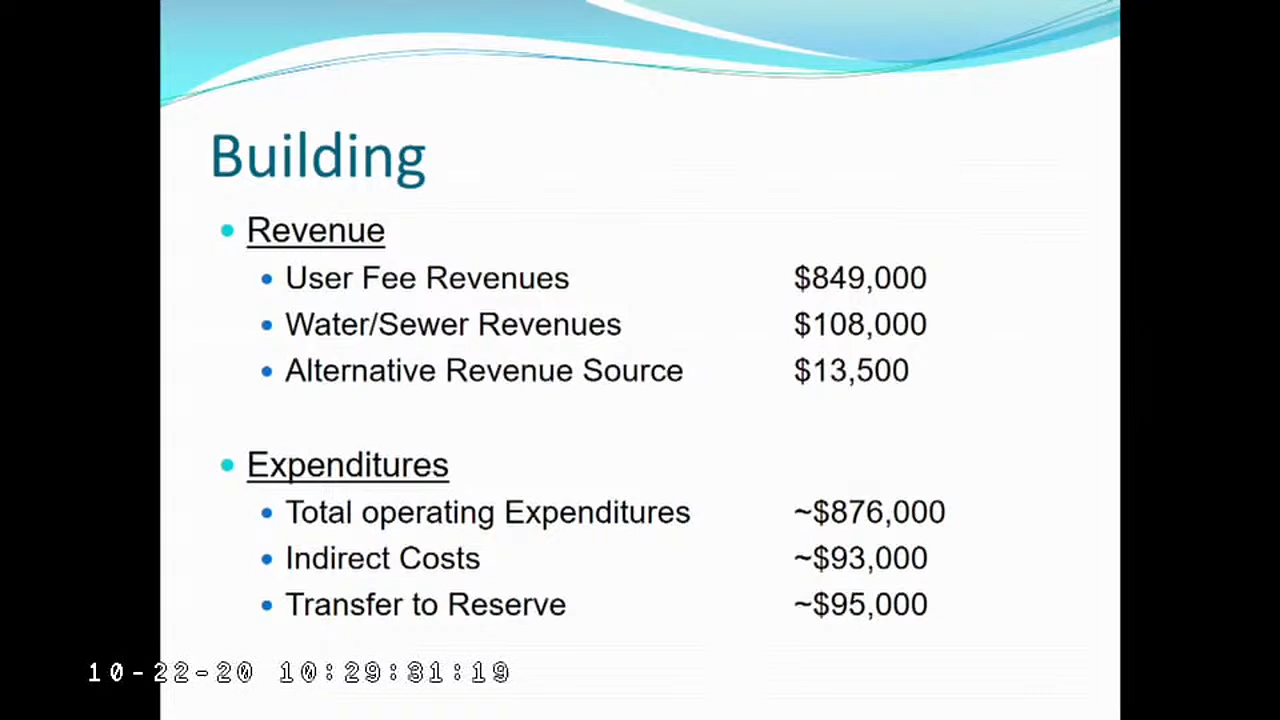 Building
Revenue
User Fee Revenues $849,000
Water/Sewer Revenues $108,000
Alternative Revenue Source $13,500
Expenditures
Total operating Expenditures ~$876,000
Indirect Costs ~$93,000
Transfer to Reserve ~$95,000
10-22-20 10:29:31:19